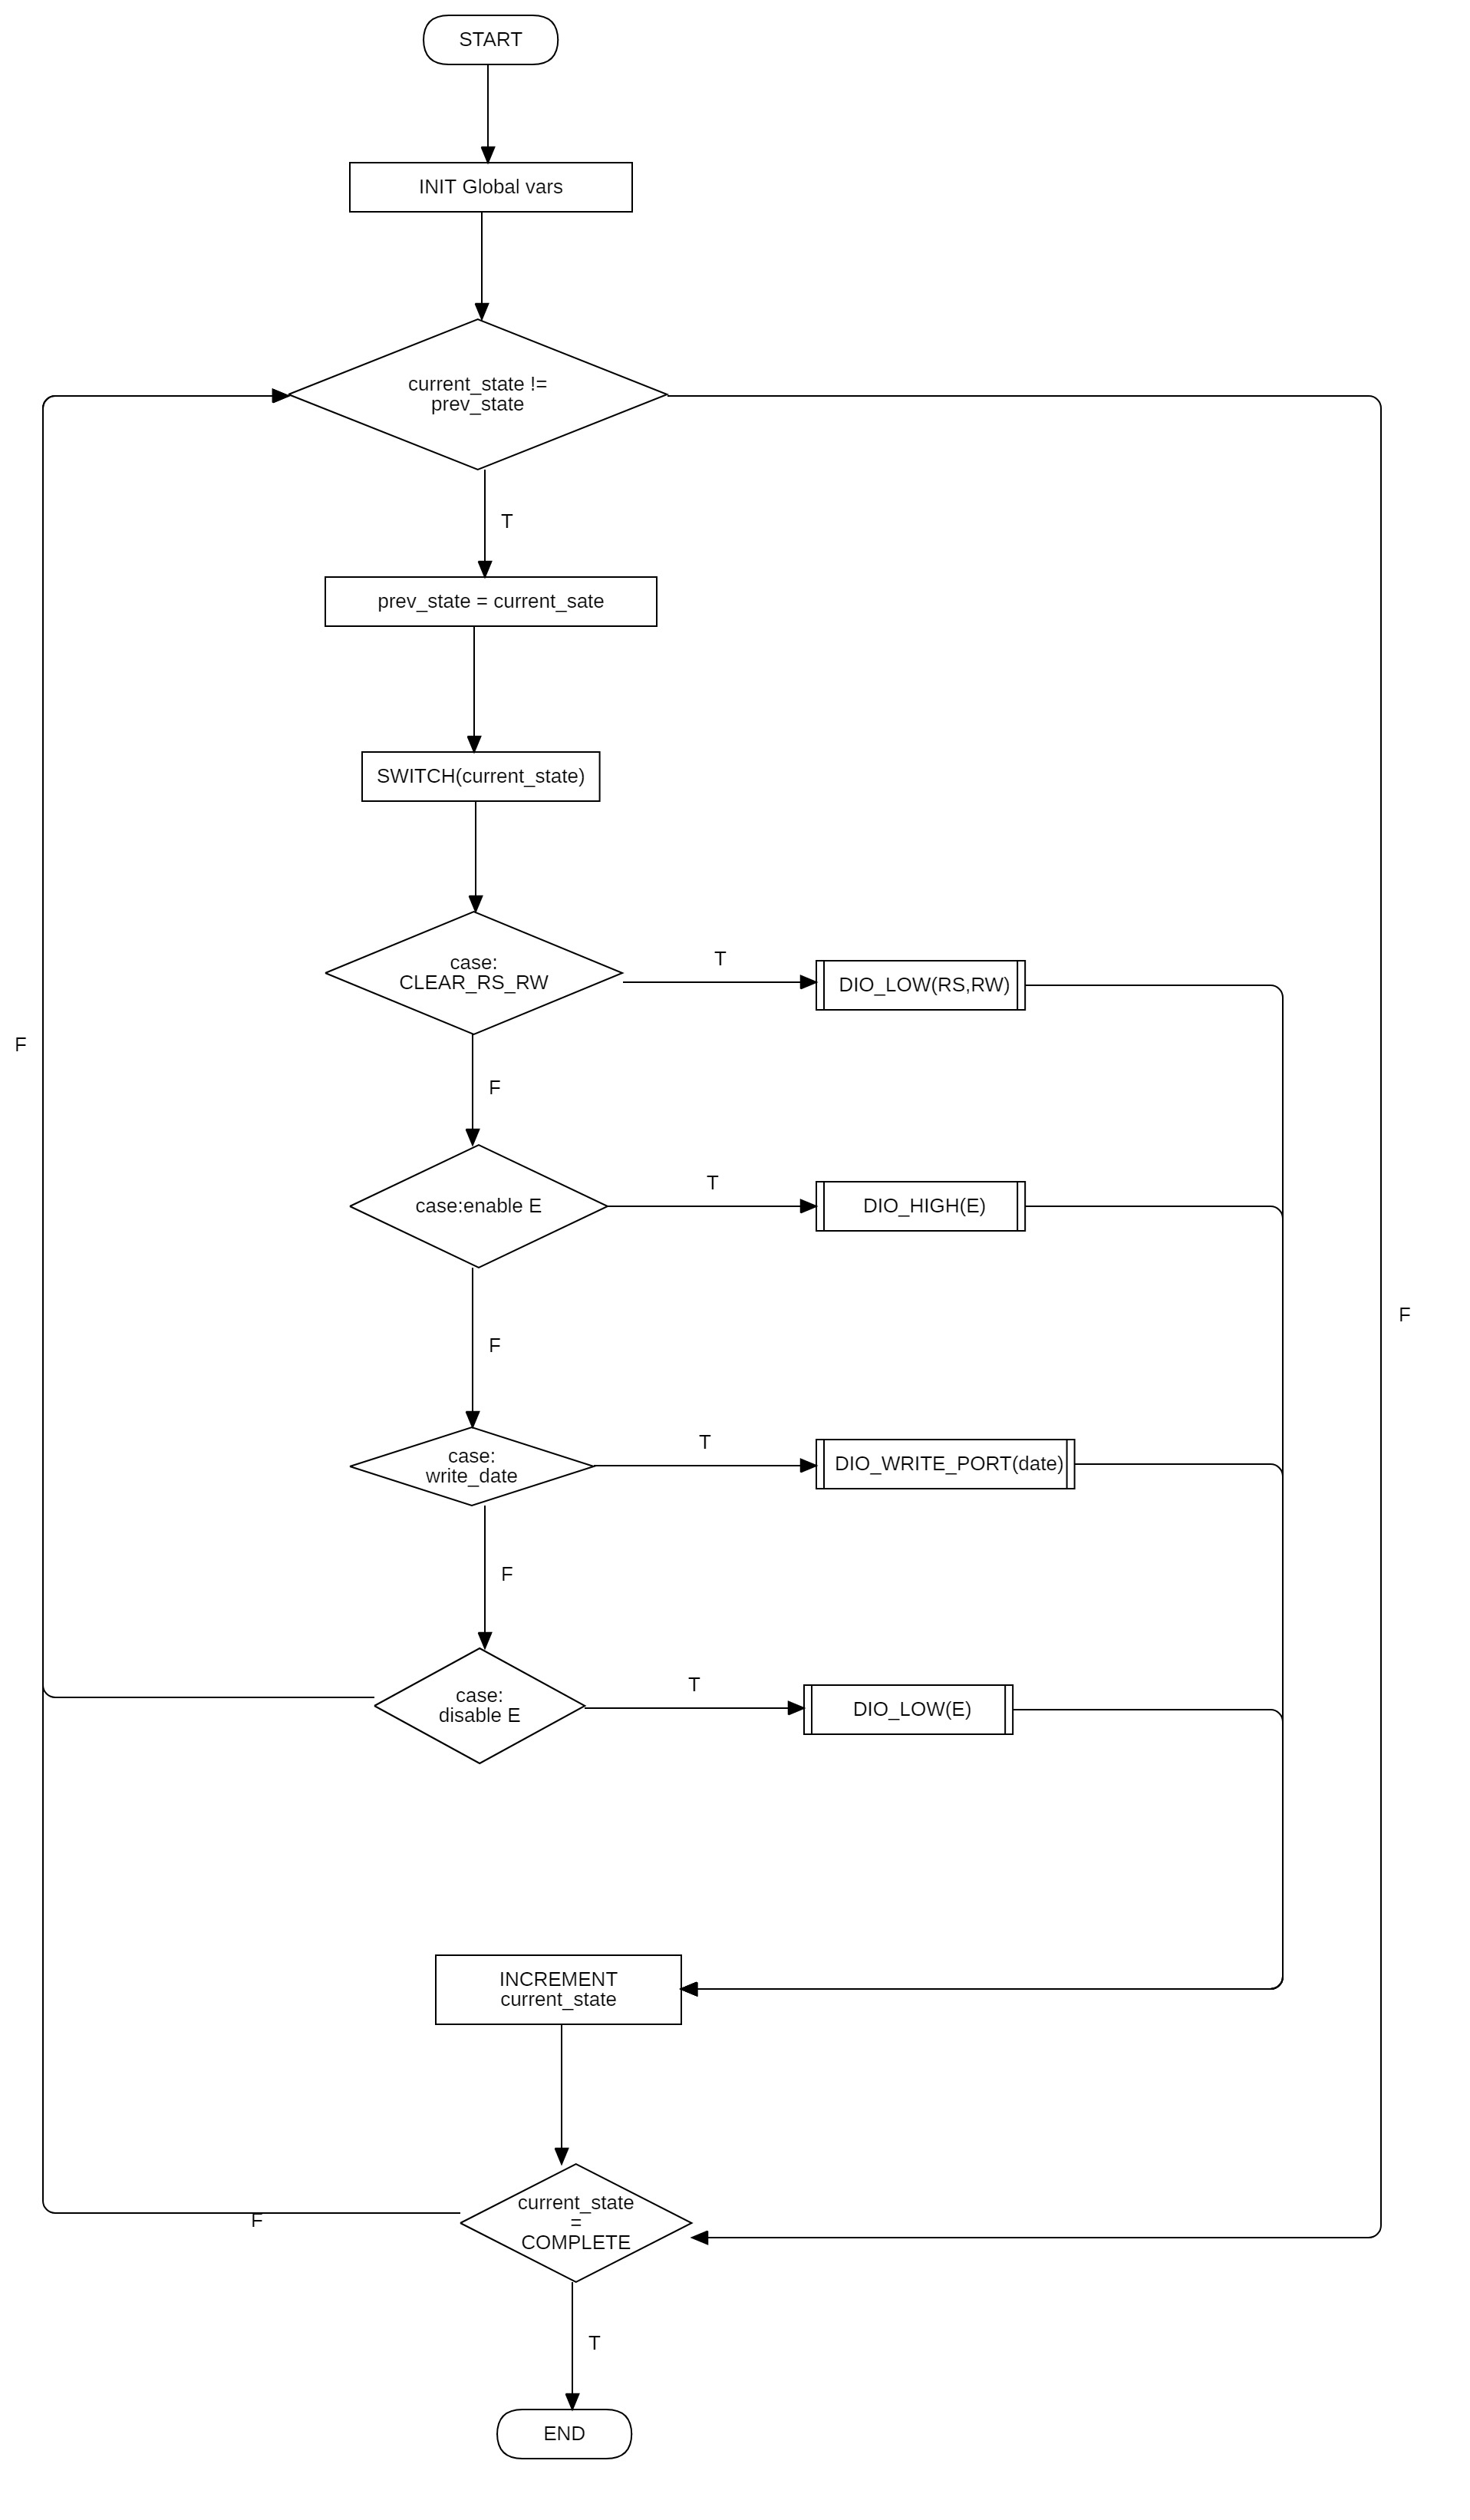 START
INIT Global vars
current_state !=
prev_state
T
prev_state = current_sate
SWITCH(current_state)
case:
CLEAR_RS_RW
T
DIO_LOW(RS,RW)
F
F
case:enable E
T
DIO_HIGH(E)
F
F
case:
write_date
T
DIO_WRITE_PORT(date)
F
case:
disable E
T
DIO_LOW(E)
INCREMENT
current_state
current_state
=
COMPLETE
F
T
END